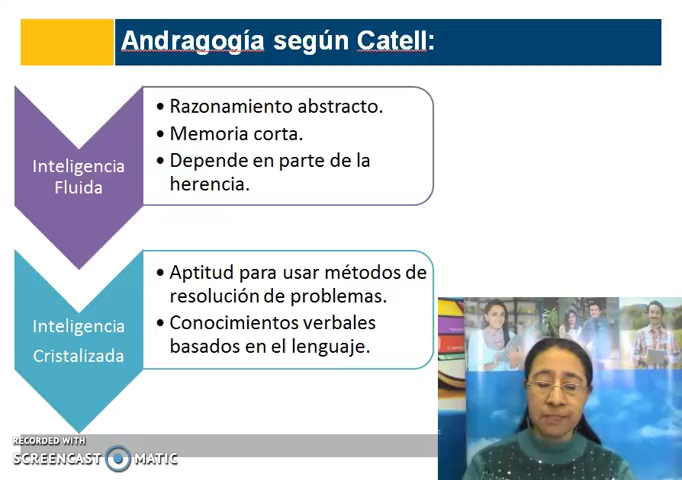 Andragogía según Catell:
• Razonamiento abstracto.
• Memoria corta.
• Depende en parte de la
herencia.
Inteligencia
Fluida
• Aptitud para usar métodos de
resolución de problemas.
• Conocimientos verbales
basados en el lenguaje.
Inteligencia
Cristalizada
RECORDED WITH
SCREENCAST MATIC